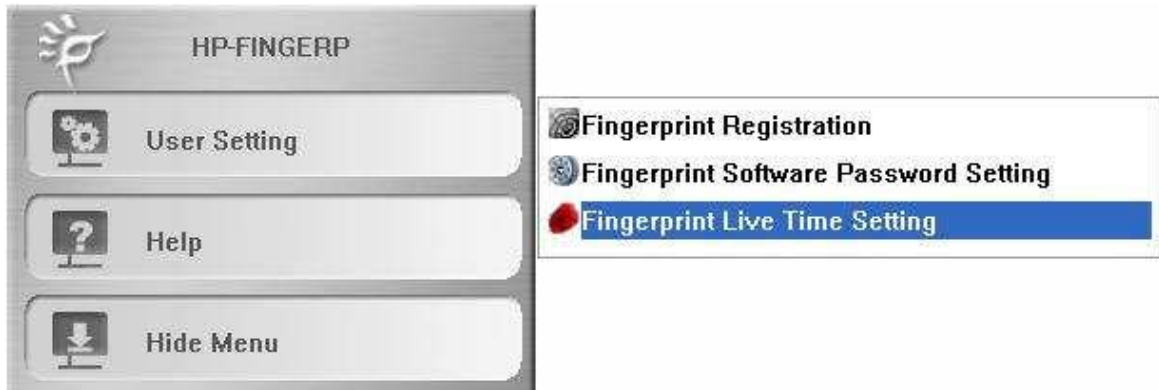 HP-FINGERP
User Setting
Help
Hide Menu
Fingerprint Registration
Fingerprint Software Password Setting
Fingerprint Live Time Setting